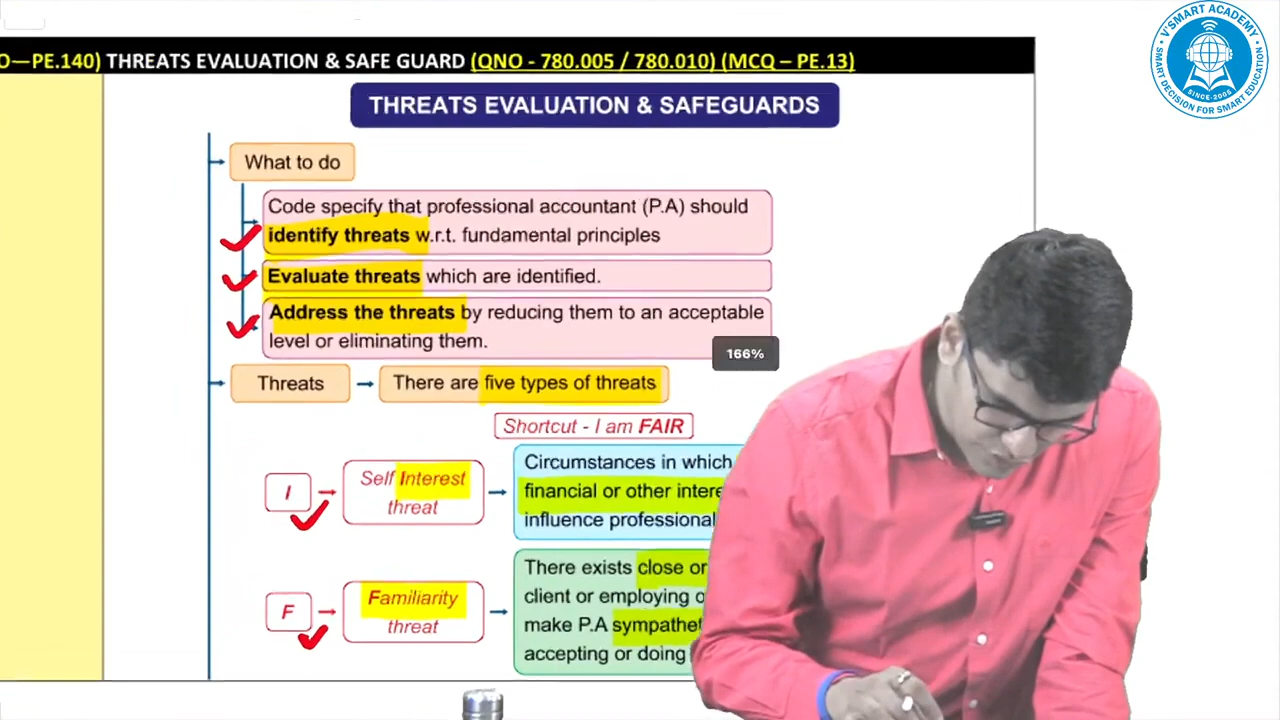 O—PE.140) THREATS EVALUATION & SAFE GUARD (QNO - 780.005 / 780.010) (MCQ – PE.13)
V'SMART ACADEMY
SMART DECISION FOR SMART EDUCATION
SINCE-2005
THREATS EVALUATION & SAFEGUARDS
What to do
Code specify that professional accountant (P.A) should
identify threats w.r.t. fundamental principles
Evaluate threats which are identified.
Address the threats by reducing them to an acceptable
level or eliminating them.
166%
Threats
There are five types of threats
Shortcut - I am FAIR
I
Self Interest
threat
Circumstances in which
financial or other intere
influence professional
F
Familiarity
threat
There exists close or
client or employing o
make P.A sympathet
accepting or doing